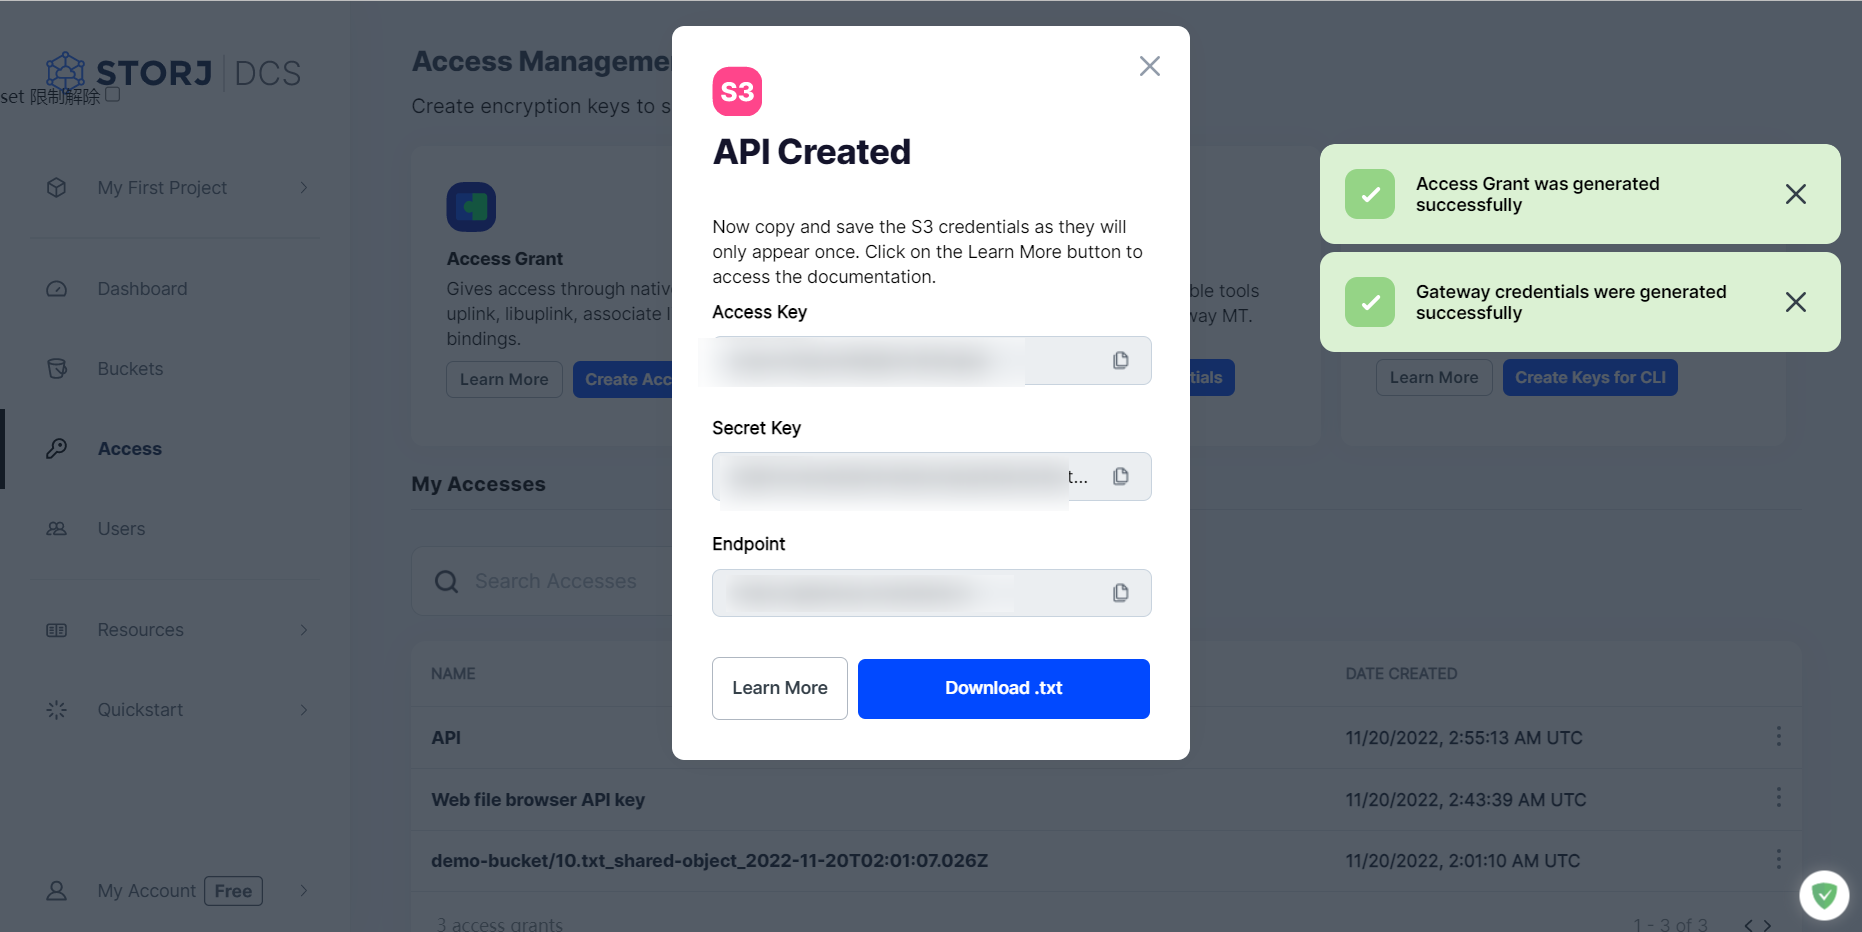 STORJ DCS
set 限制解除
My First Project
Dashboard
Buckets
Access
Users
Resources
Quickstart
My Account Free
Access Manageme
Create encryption keys to s
Access Grant
Gives access through native
uplink, libuplink, associate l
bindings.
Learn More
Create Acc
ble tools
way MT.
tials
Learn More
Create Keys for CLI
My Accesses
Search Accesses
NAME
DATE CREATED
API
11/20/2022, 2:55:13 AM UTC
Web file browser API key
11/20/2022, 2:43:39 AM UTC
demo-bucket/10.txt_shared-object_2022-11-20T02:01:07.026Z
11/20/2022, 2:01:10 AM UTC
3 access grants
1 - 3 of 3
S3
API Created
Now copy and save the S3 credentials as they will
only appear once. Click on the Learn More button to
access the documentation.
Access Key
Secret Key
t...
Endpoint
Learn More
Download .txt
Access Grant was generated
successfully
Gateway credentials were generated
successfully